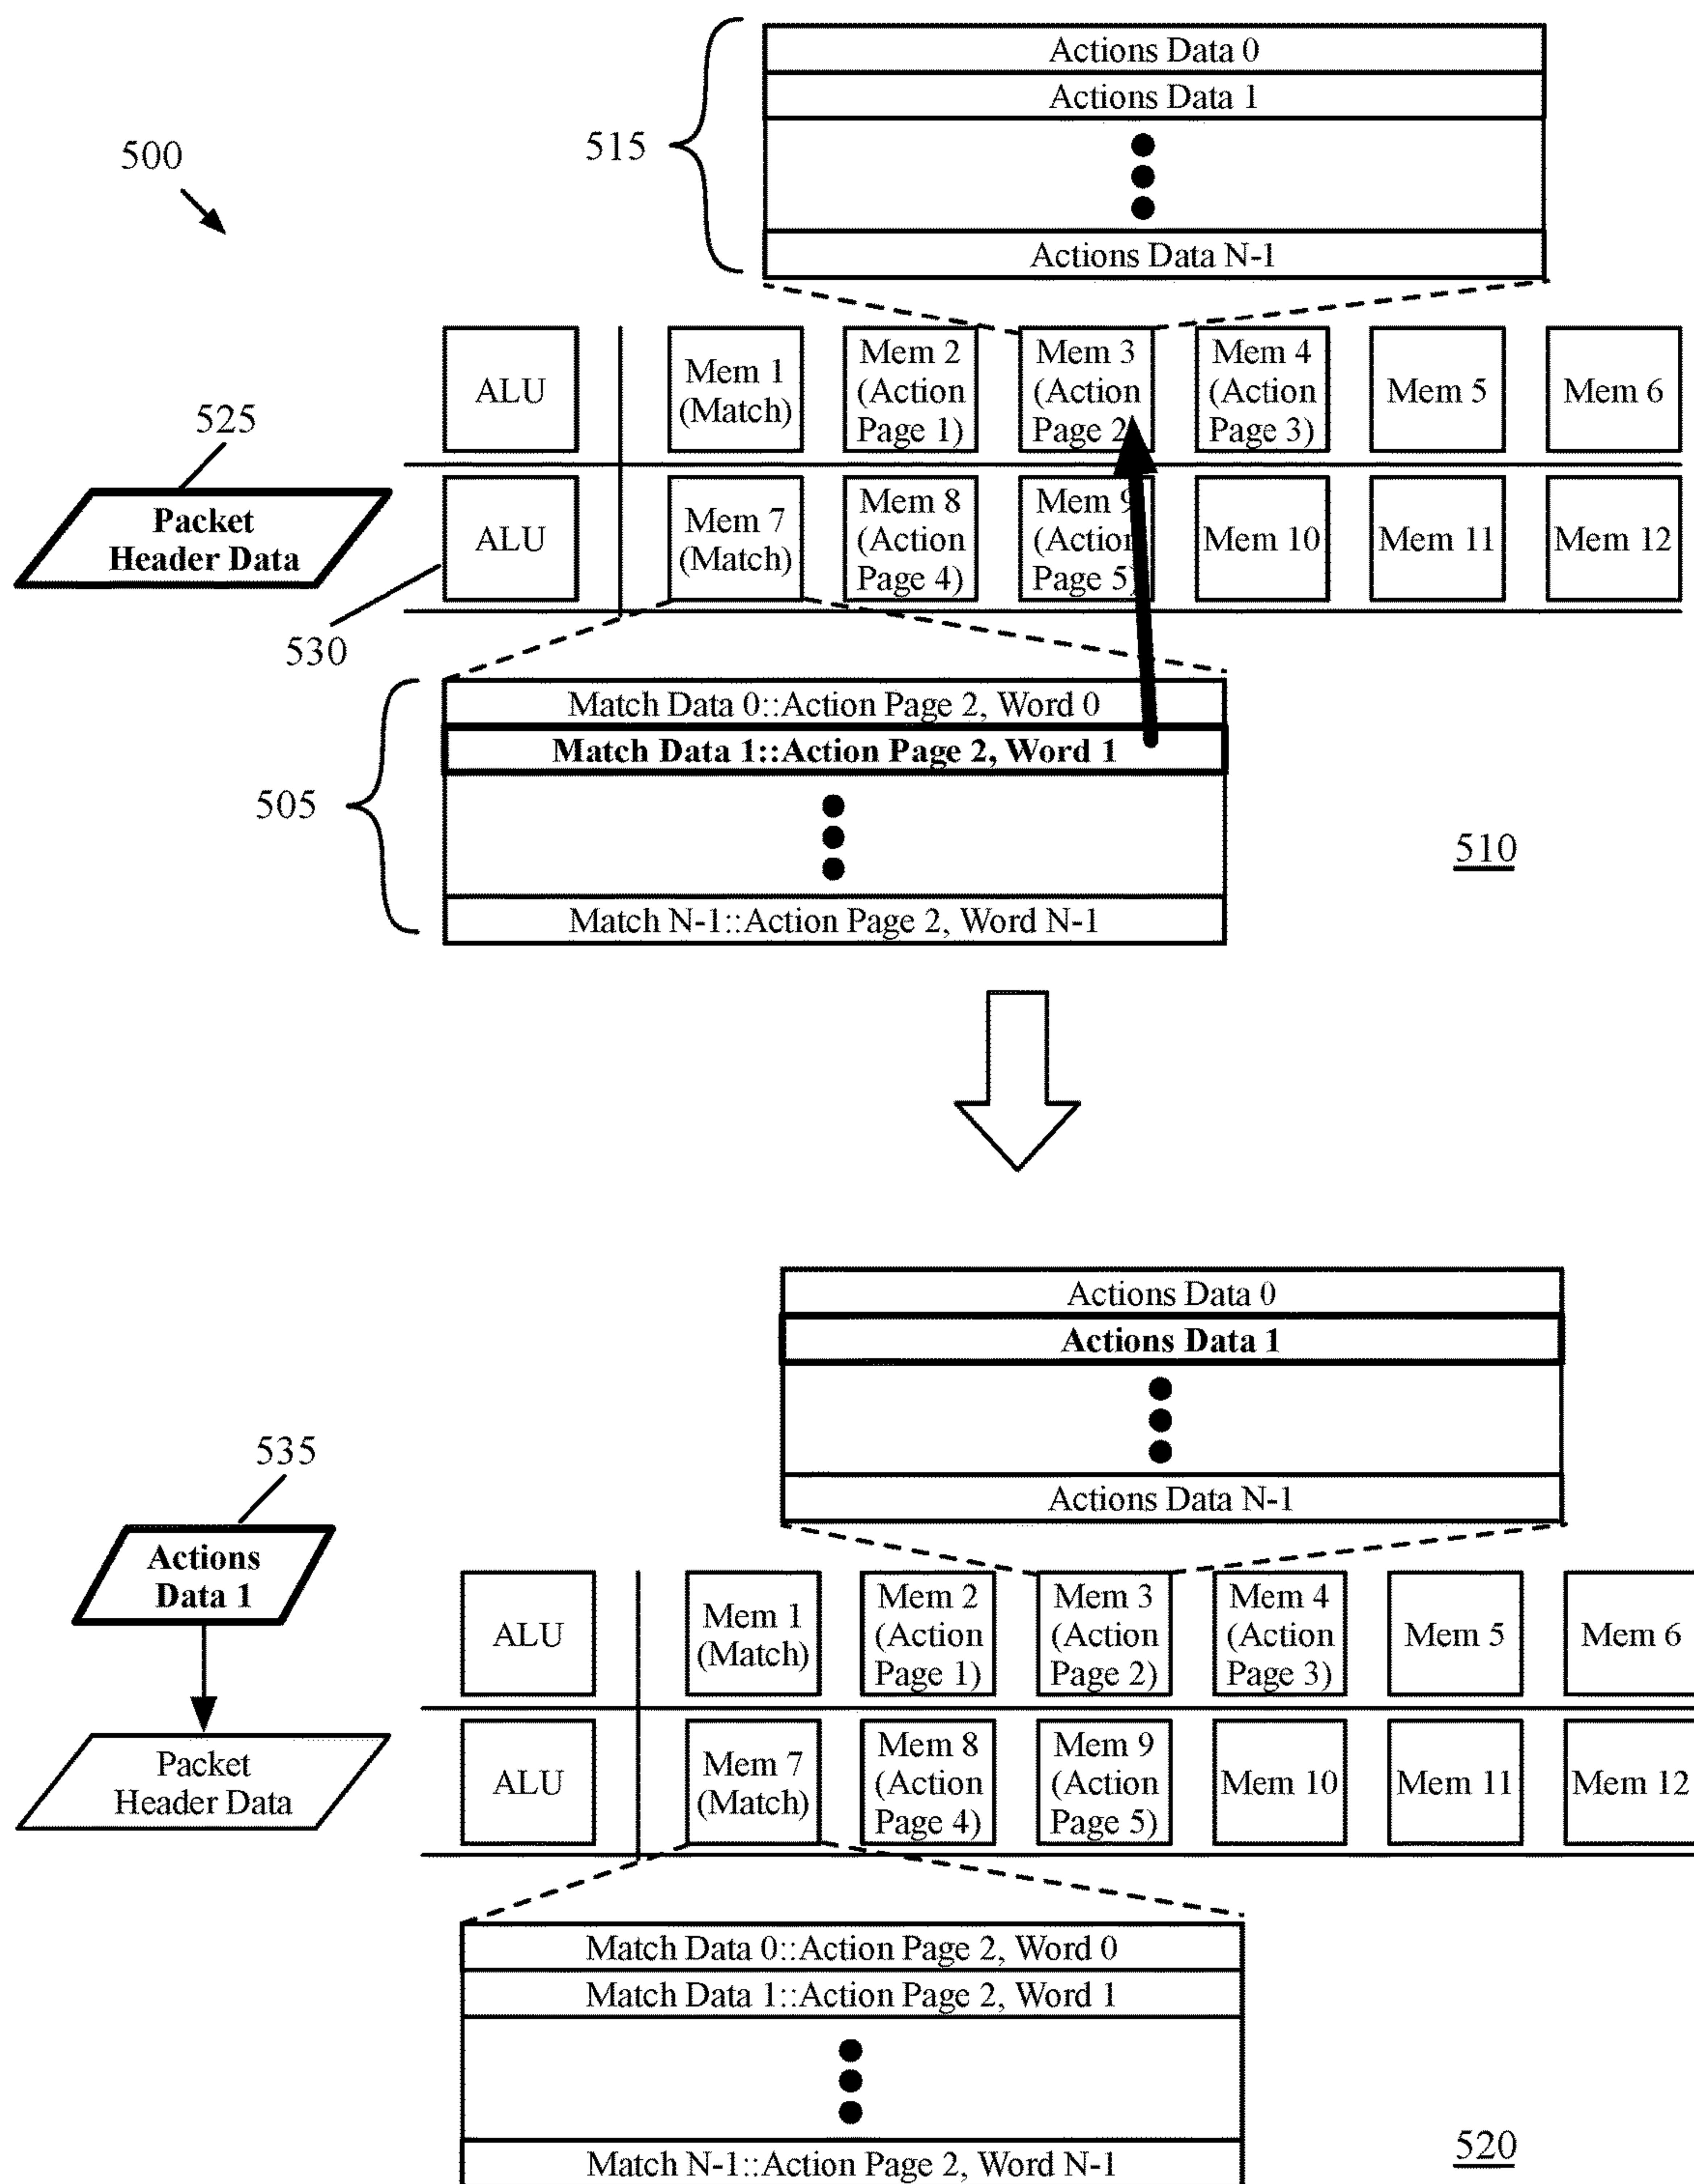 Actions Data 0
Actions Data 1
515
500
Actions Data N-1
ALU
Mem 1
(Match)
Mem 2
(Action
Page 1)
Mem 3
(Action
Page 2)
Mem 4
(Action
Page 3)
Mem 5
Mem 6
525
Packet
Header Data
ALU
Mem 7
(Match)
Mem 8
(Action
Page 4)
Mem 9
(Action
Page 5)
Mem 10
Mem 11
Mem 12
530
Match Data 0::Action Page 2, Word 0
Match Data 1::Action Page 2, Word 1
505
510
Match N-1::Action Page 2, Word N-1
Actions Data 0
Actions Data 1
Actions Data N-1
535
Actions
Data 1
ALU
Mem 1
(Match)
Mem 2
(Action
Page 1)
Mem 3
(Action
Page 2)
Mem 4
(Action
Page 3)
Mem 5
Mem 6
Packet
Header Data
ALU
Mem 7
(Match)
Mem 8
(Action
Page 4)
Mem 9
(Action
Page 5)
Mem 10
Mem 11
Mem 12
Match Data 0::Action Page 2, Word 0
Match Data 1::Action Page 2, Word 1
Match N-1::Action Page 2, Word N-1
520